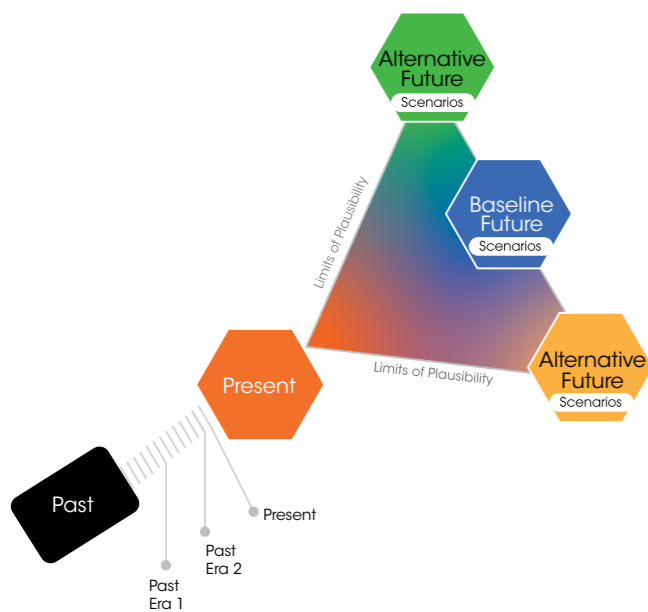 Alternative
Future
Scenarios
Limits of Plausibility
Baseline
Future
Scenarios
Limits of Plausibility
Alternative
Future
Scenarios
Present
Past
Present
Past
Era 2
Past
Era 1